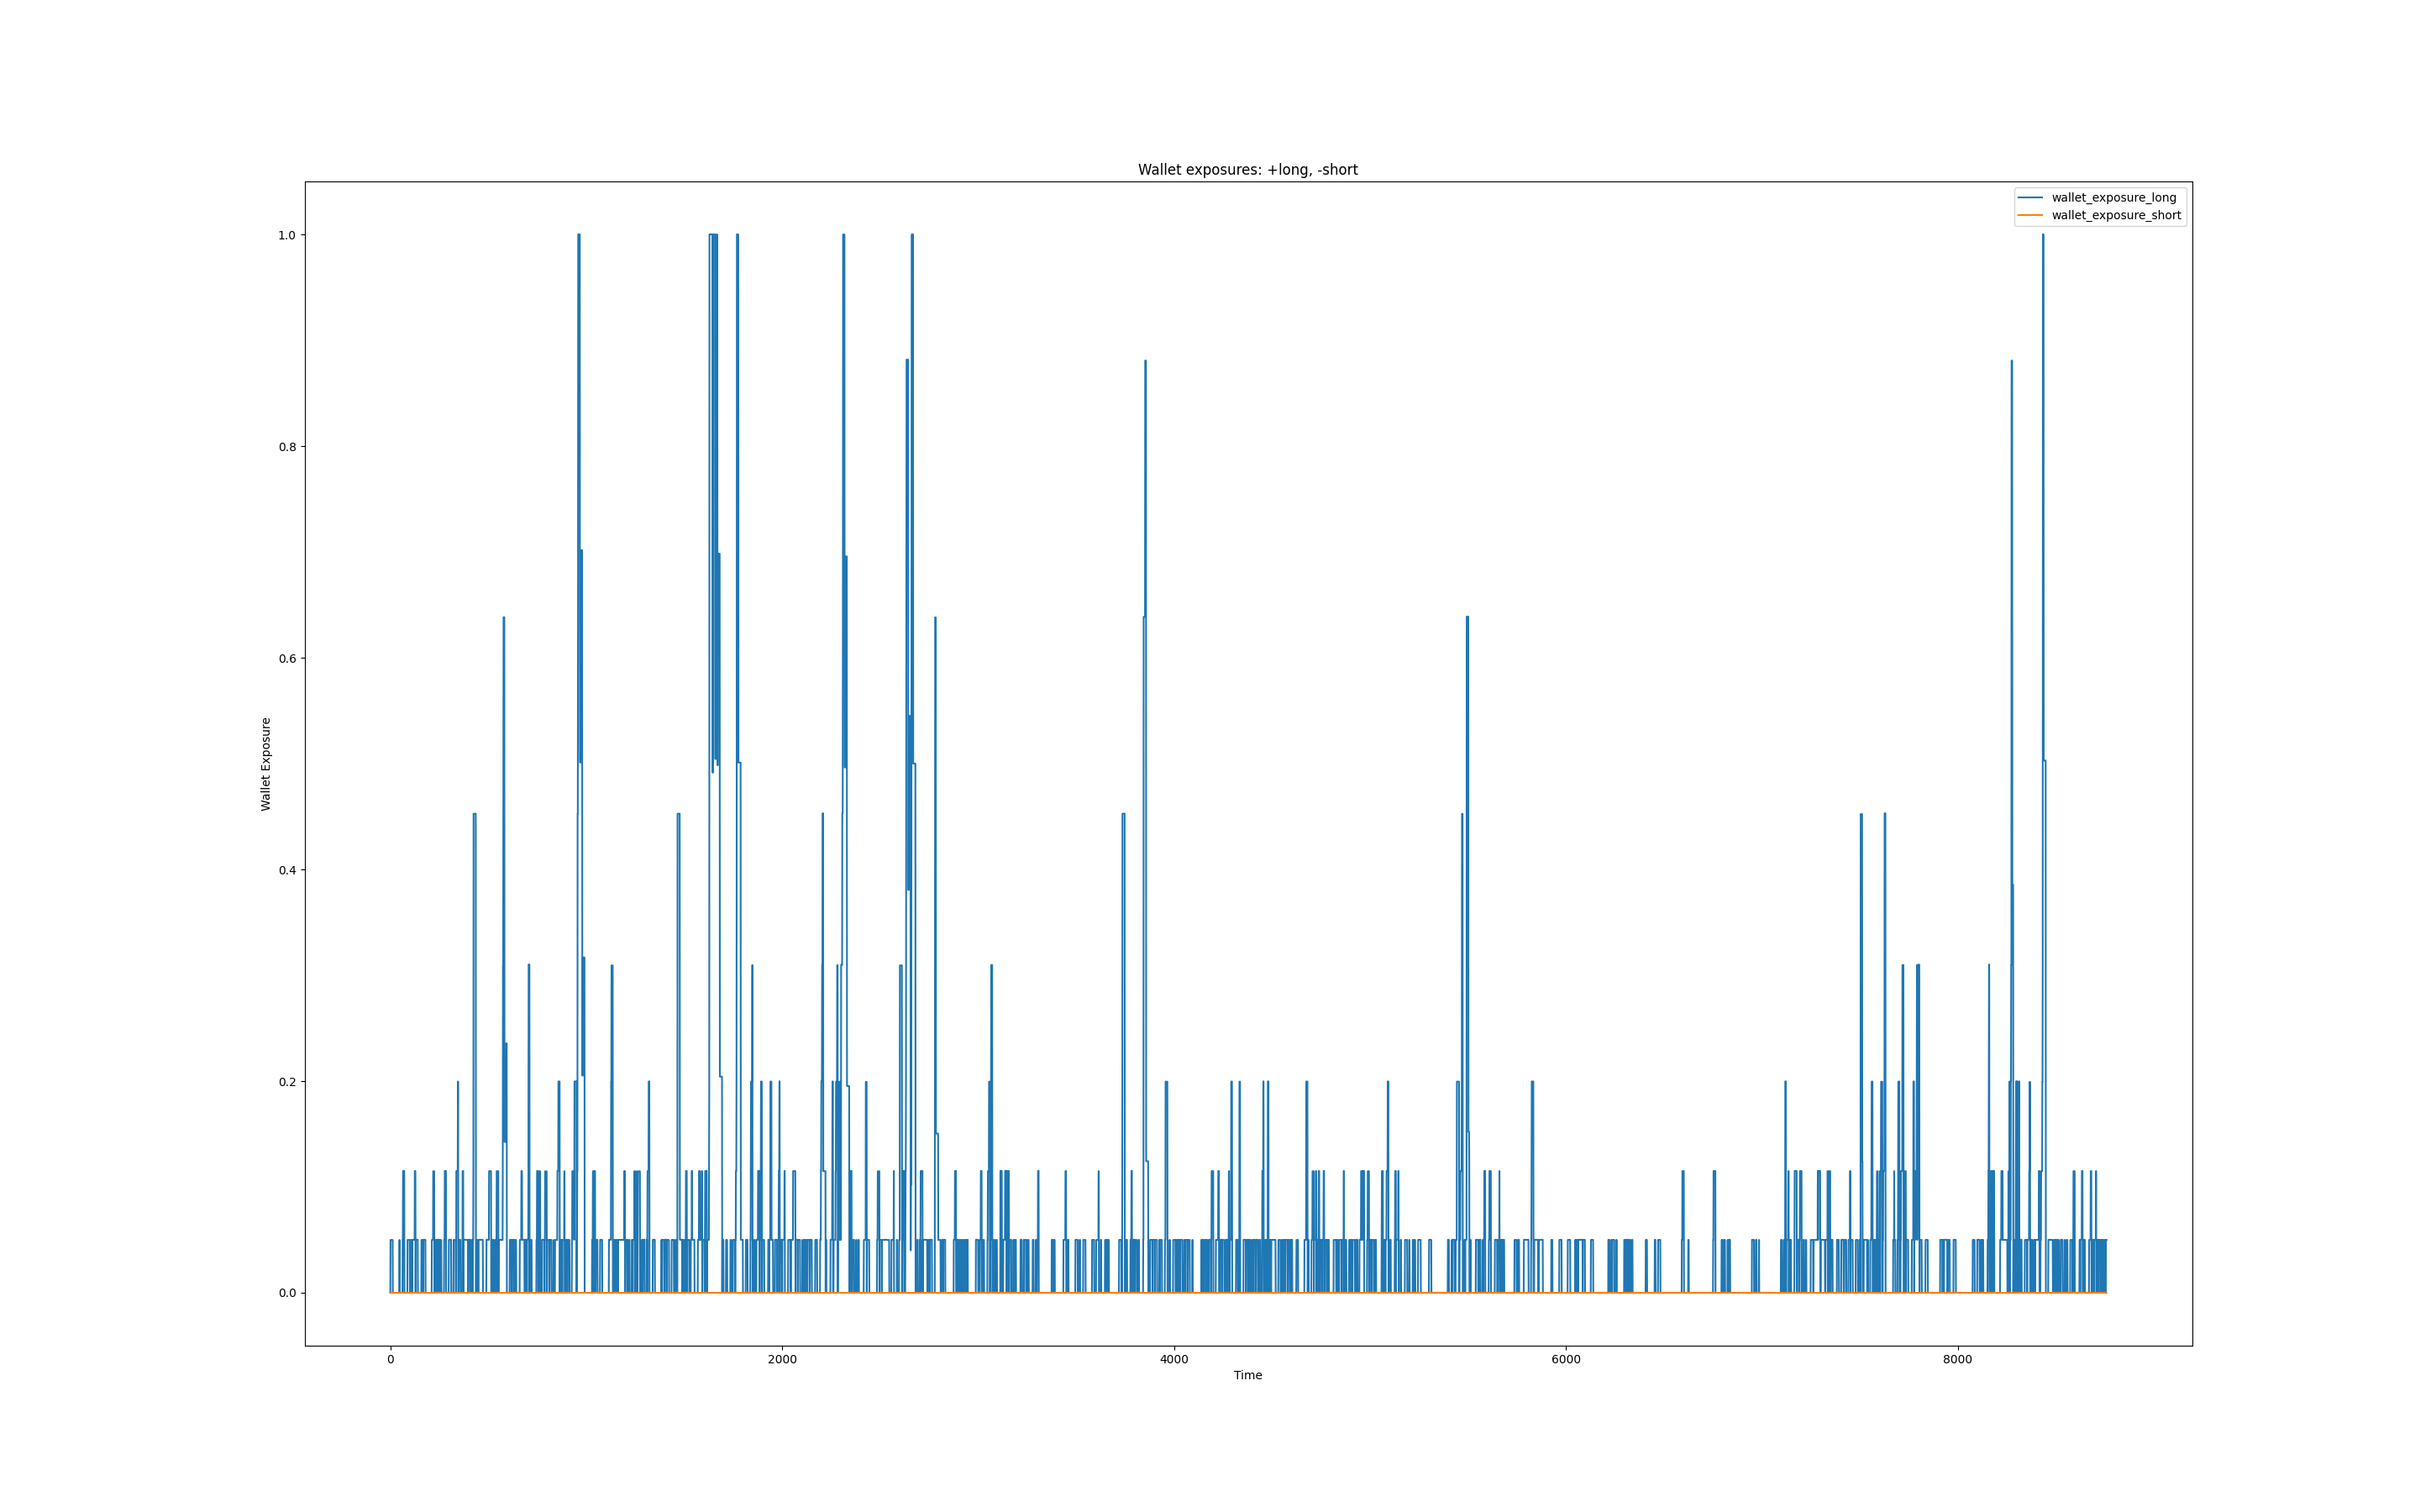 Wallet exposures: +long, -short
wallet_exposure_long
wallet_exposure_short
1.0
0.8
0.6
0.4
0.2
0.0
Wallet Exposure
0 2000 4000 6000 8000
Time